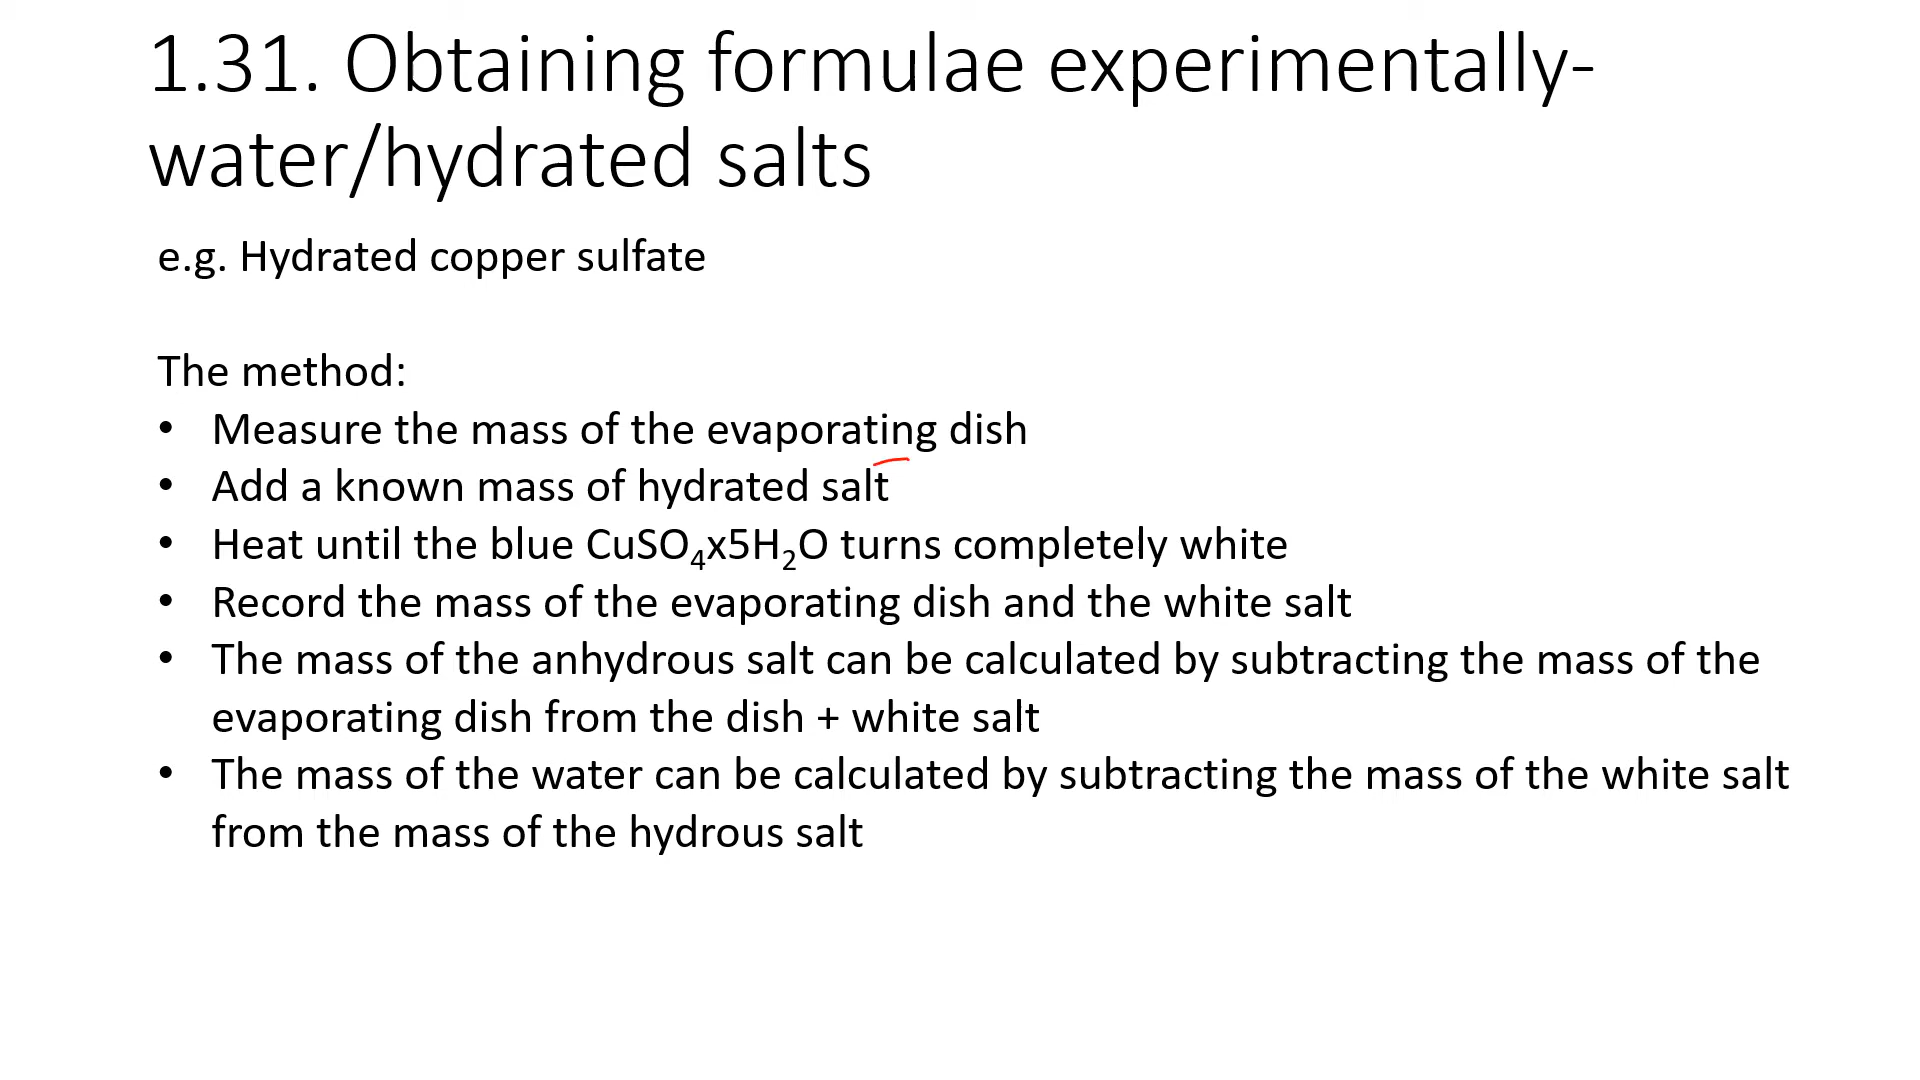 1.31. Obtaining formulae experimentally-
water/hydrated salts
e.g. Hydrated copper sulfate
The method:
• Measure the mass of the evaporating dish
• Add a known mass of hydrated salt
• Heat until the blue CuSO₄x5H₂O turns completely white
• Record the mass of the evaporating dish and the white salt
• The mass of the anhydrous salt can be calculated by subtracting the mass of the
evaporating dish from the dish + white salt
• The mass of the water can be calculated by subtracting the mass of the white salt
from the mass of the hydrous salt